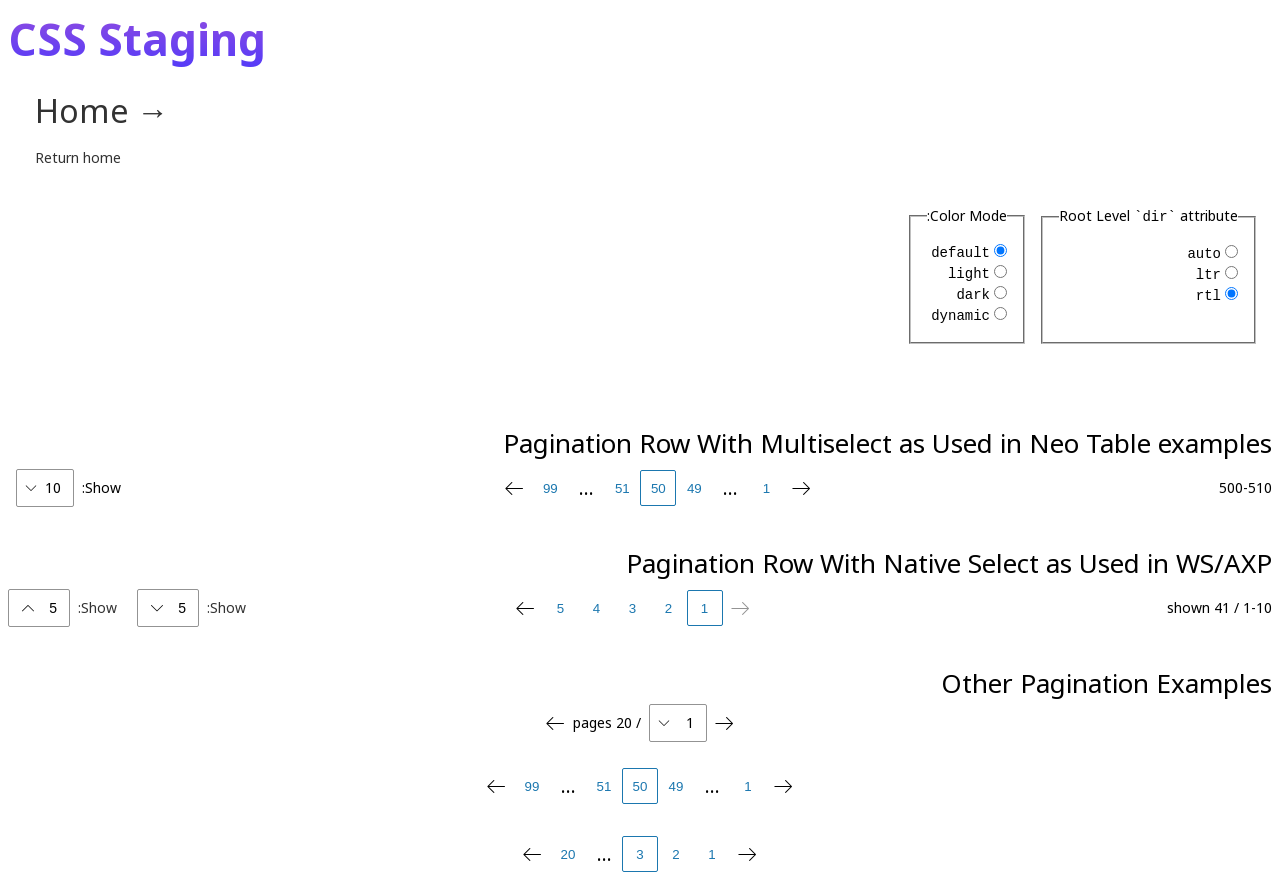 CSS Staging
Home →
Return home
:Color Mode
default
light
dark
dynamic
Root Level `dir` attribute
auto
ltr
rtl
Pagination Row With Multiselect as Used in Neo Table examples
10 :Show
← 99 ... 51 50 49 ... 1 →
500-510
Pagination Row With Native Select as Used in WS/AXP
5 :Show 5 :Show
← 5 4 3 2 1 →
shown 41 / 1-10
Other Pagination Examples
← pages 20 / 1 →
← 99 ... 51 50 49 ... 1 →
← 20 ... 3 2 1 →